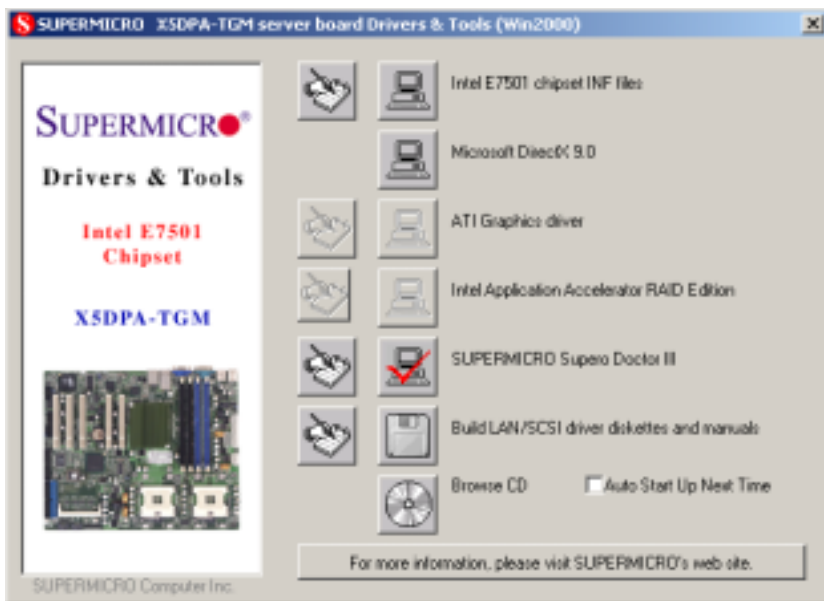 SUPERMICRO X5DPA-TGM server board Drivers & Tools (Win2000)
SUPERMICRO®
Drivers & Tools
Intel E7501
Chipset
X5DPA-TGM
SUPERMICRO Computer Inc.
Intel E7501 chipset INF files
Microsoft DirectX 9.0
ATI Graphics driver
Intel Application Accelerator RAID Edition
SUPERMICRO Supero Doctor III
Build LAN/SCSI driver diskettes and manuals
Browse CD
Auto Start Up Next Time
For more information, please visit SUPERMICRO's web site.